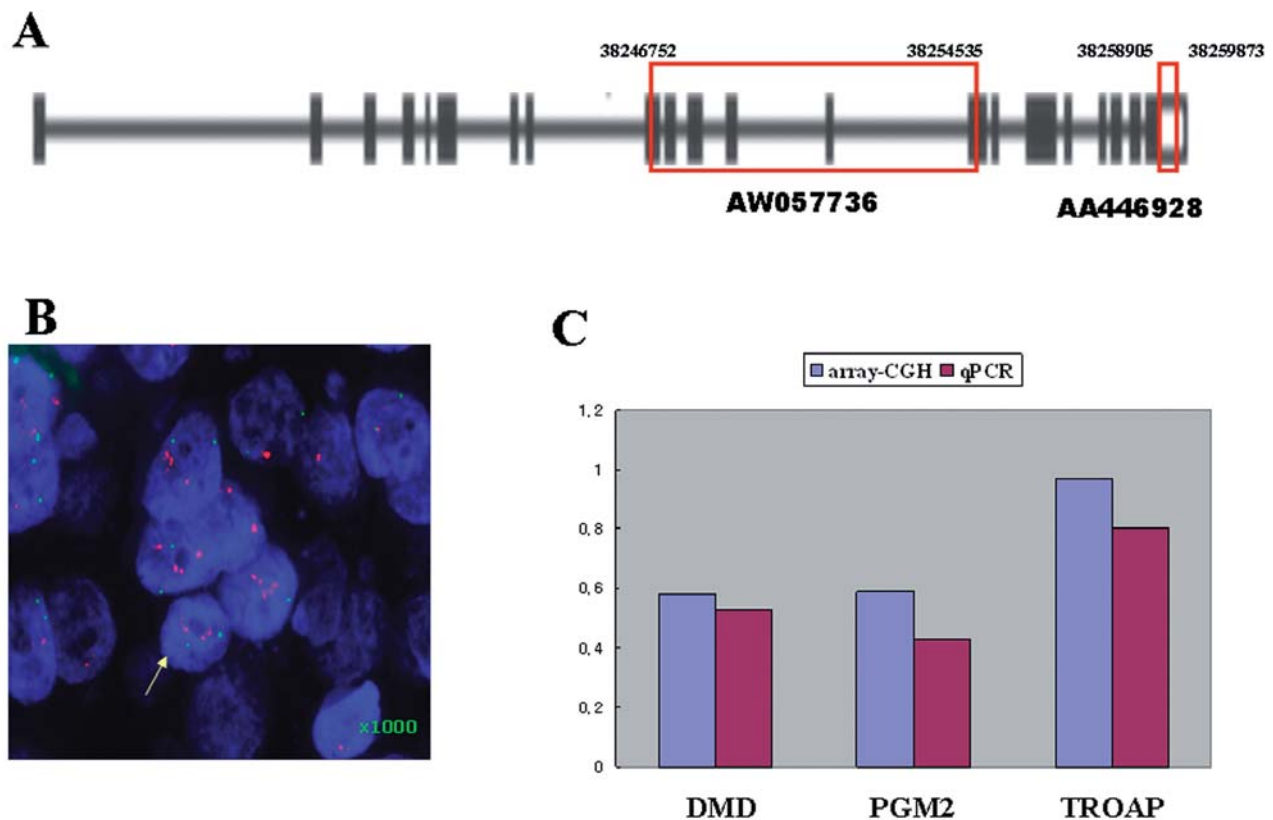 A
38246752 38254535 38258905 38259873
AW057736 AA446928
B
x1000
C
array-CGH qPCR
1,2
1
0,8
0,6
0,4
0,2
0
DMD PGM2 TROAP